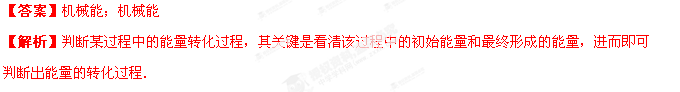 【答案】机械能；机械能
【解析】判断某过程中的能量转化过程，其关键是看清该过程中的初始能量和最终形成的能量，进而即可
判断出能量的转化过程．